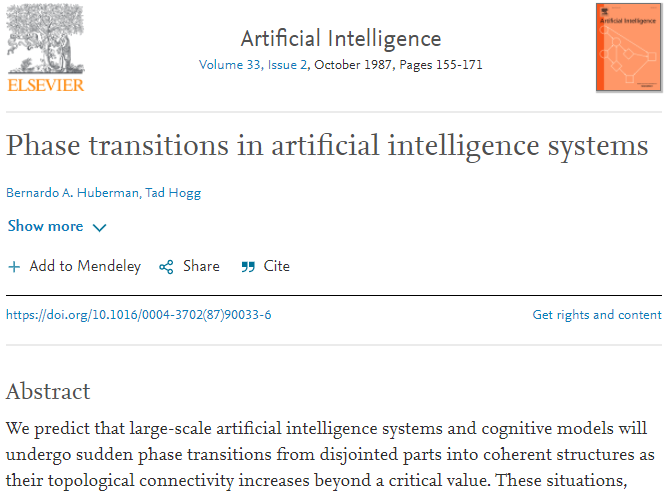 ELSEVIER
Artificial Intelligence
Volume 33, Issue 2, October 1987, Pages 155-171
Artificial Intelligence
Phase transitions in artificial intelligence systems
Bernardo A. Huberman, Tad Hogg
Show more
Add to Mendeley Share Cite
https://doi.org/10.1016/0004-3702(87)90033-6 Get rights and content
Abstract
We predict that large-scale artificial intelligence systems and cognitive models will
undergo sudden phase transitions from disjointed parts into coherent structures as
their topological connectivity increases beyond a critical value. These situations,